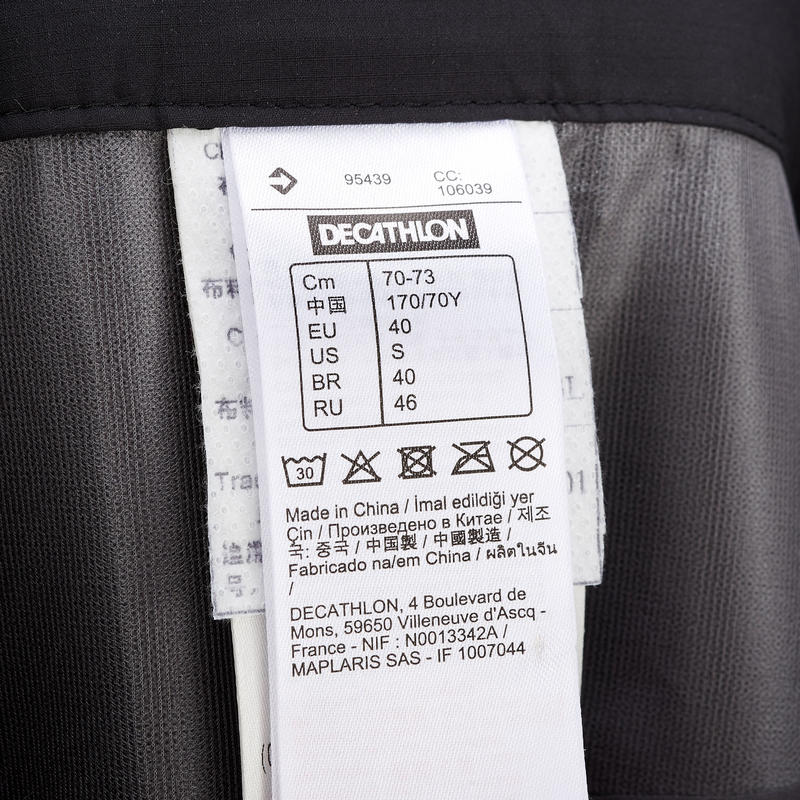 95439
CC:
106039
DECATHLON
Cm 70-73
中国 170/70Y
EU 40
US S
BR 40
RU 46
30
Made in China / İmal edildiği yer
Çin / Произведено в Китае / 제조
국: 중국 / 中国製 / 中國製造 /
Fabricado na/em China / ผลิตในจีน
/
DECATHLON, 4 Boulevard de
Mons, 59650 Villeneuve d'Ascq -
France - NIF : N0013342A /
MAPLARIS SAS - IF 1007044
布料
号,